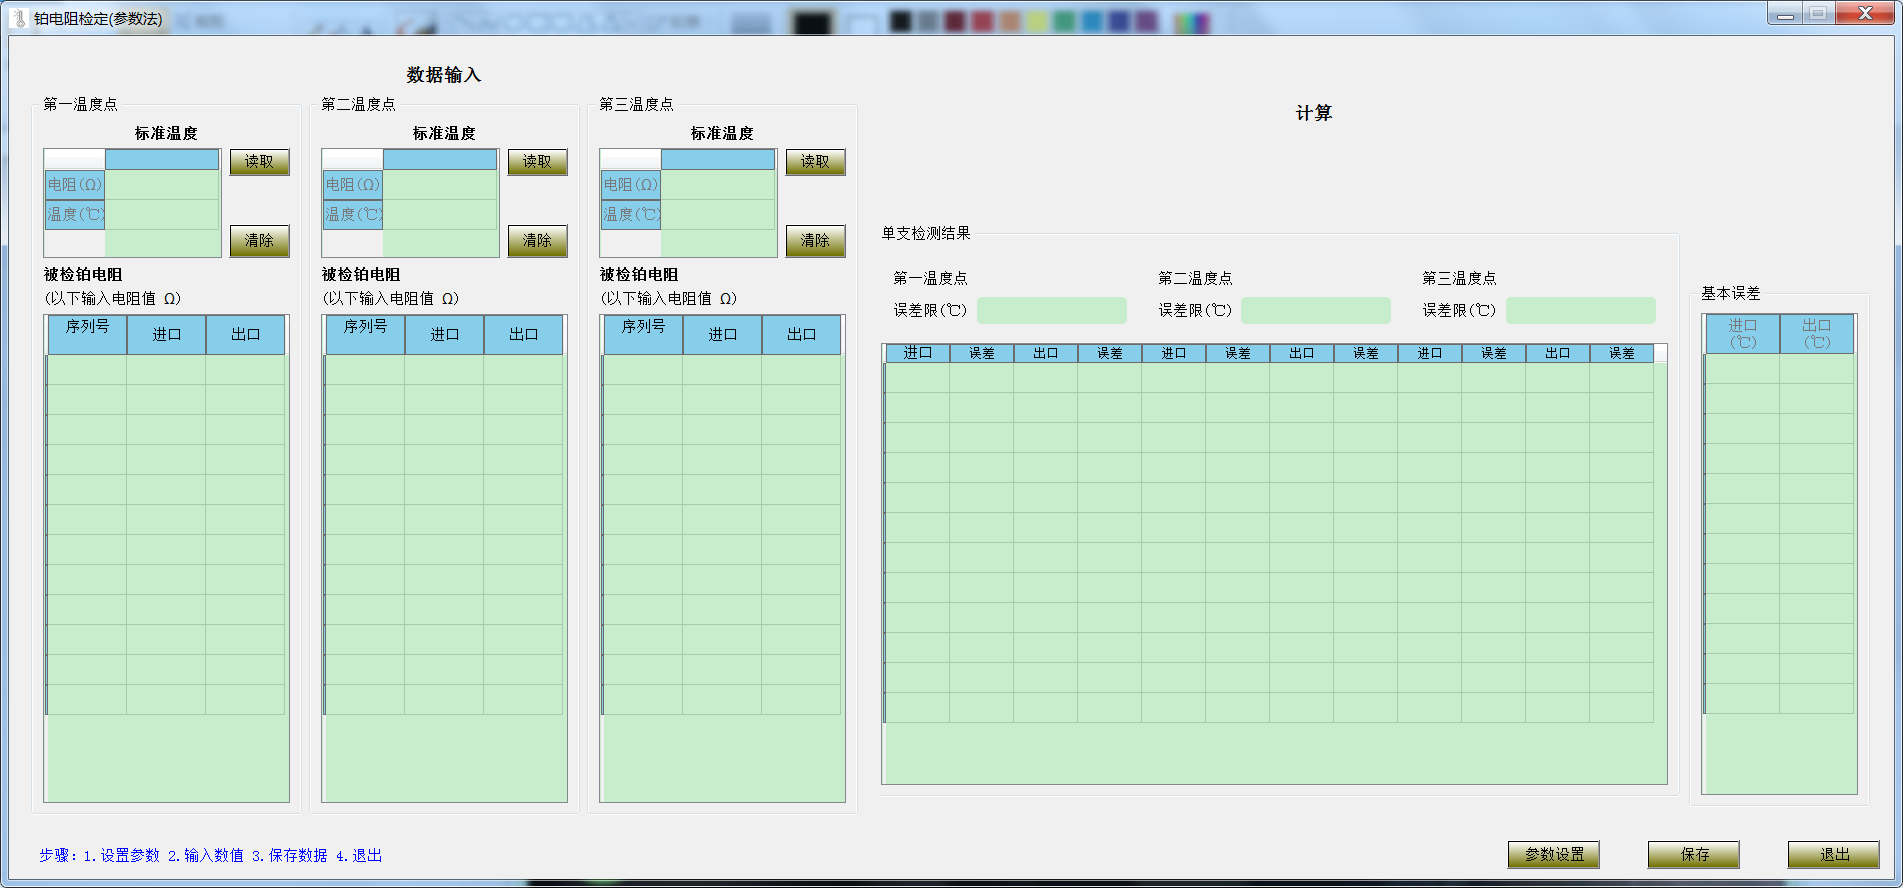 铂电阻检定(参数法)
数据输入
计算
第一温度点
标准温度
读取
电阻(Ω)
温度(℃)
清除
被检铂电阻
(以下输入电阻值 Ω)
序列号 进口 出口
第二温度点
标准温度
读取
电阻(Ω)
温度(℃)
清除
被检铂电阻
(以下输入电阻值 Ω)
序列号 进口 出口
第三温度点
标准温度
读取
电阻(Ω)
温度(℃)
清除
被检铂电阻
(以下输入电阻值 Ω)
序列号 进口 出口
单支检测结果
第一温度点 第二温度点 第三温度点
误差限(℃) 误差限(℃) 误差限(℃)
进口 误差 出口 误差 进口 误差 出口 误差 进口 误差 出口 误差
基本误差
进口 出口
(℃) (℃)
步骤: 1.设置参数 2.输入数值 3.保存数据 4.退出
参数设置 保存 退出